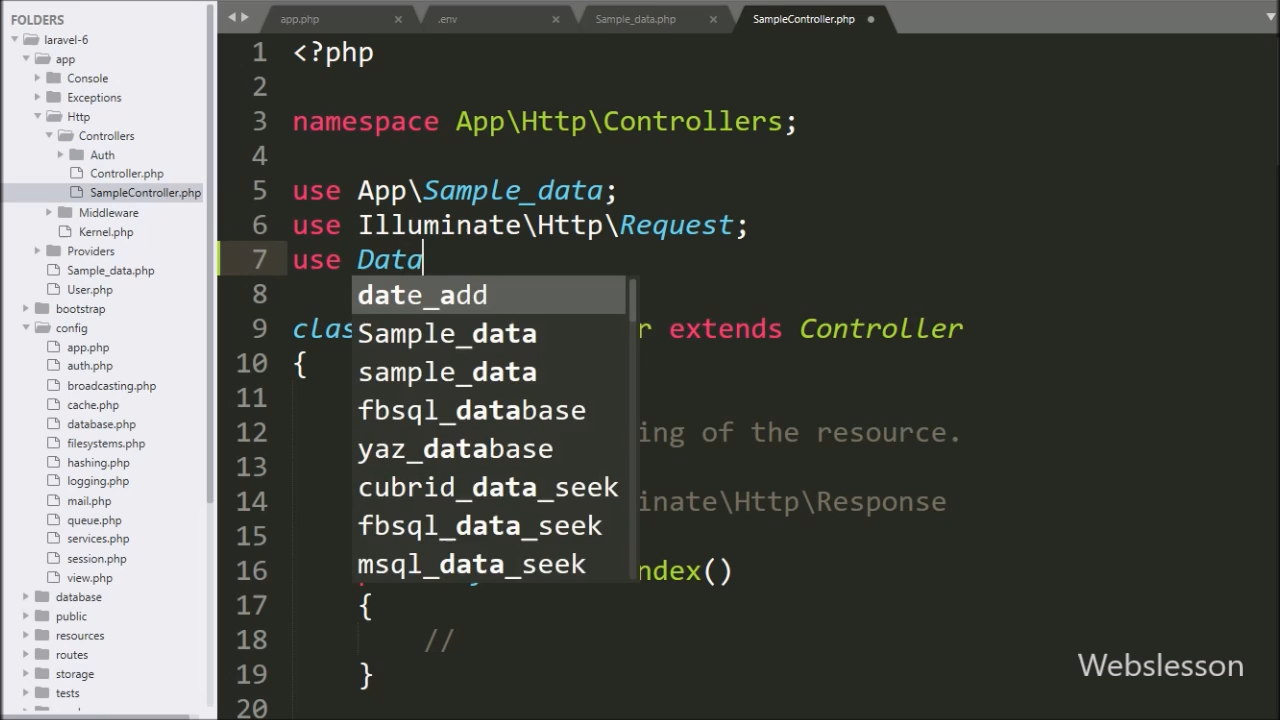 FOLDERS
laravel-6
app
Console
Exceptions
Http
Controllers
Auth
Controller.php
SampleController.php
Middleware
Kernel.php
Providers
Sample_data.php
User.php
bootstrap
config
app.php
auth.php
broadcasting.php
cache.php
database.php
filesystems.php
hashing.php
logging.php
mail.php
queue.php
services.php
session.php
view.php
database
public
resources
routes
storage
tests
app.php
.env
Sample_data.php
SampleController.php
1 <?php
2
3 namespace App\Http\Controllers;
4
5 use App\Sample_data;
6 use Illuminate\Http\Request;
7 use Data
8
9 clas r extends Controller
10 {
11
12 ing of the resource.
13
14 inate\Http\Response
15
16 ndex()
17 {
18 //
19 }
20
date_add
Sample_data
sample_data
fbsql_database
yaz_database
cubrid_data_seek
fbsql_data_seek
msql_data_seek
Webslesson